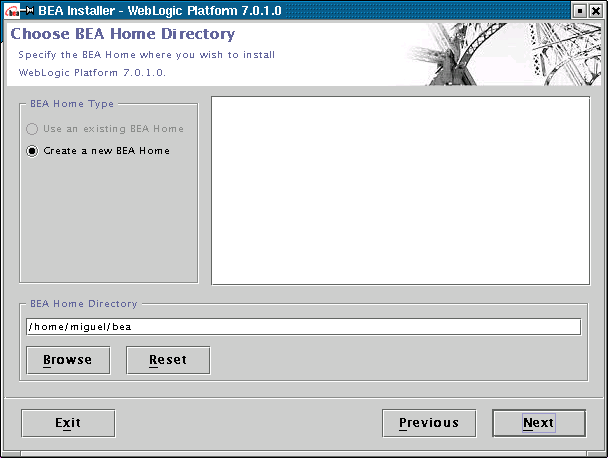 BEA Installer - WebLogic Platform 7.0.1.0
Choose BEA Home Directory
Specify the BEA Home where you wish to install
WebLogic Platform 7.0.1.0.
BEA Home Type
Use an existing BEA Home
Create a new BEA Home
BEA Home Directory
/home/miguel/bea
Browse
Reset
Exit
Previous
Next